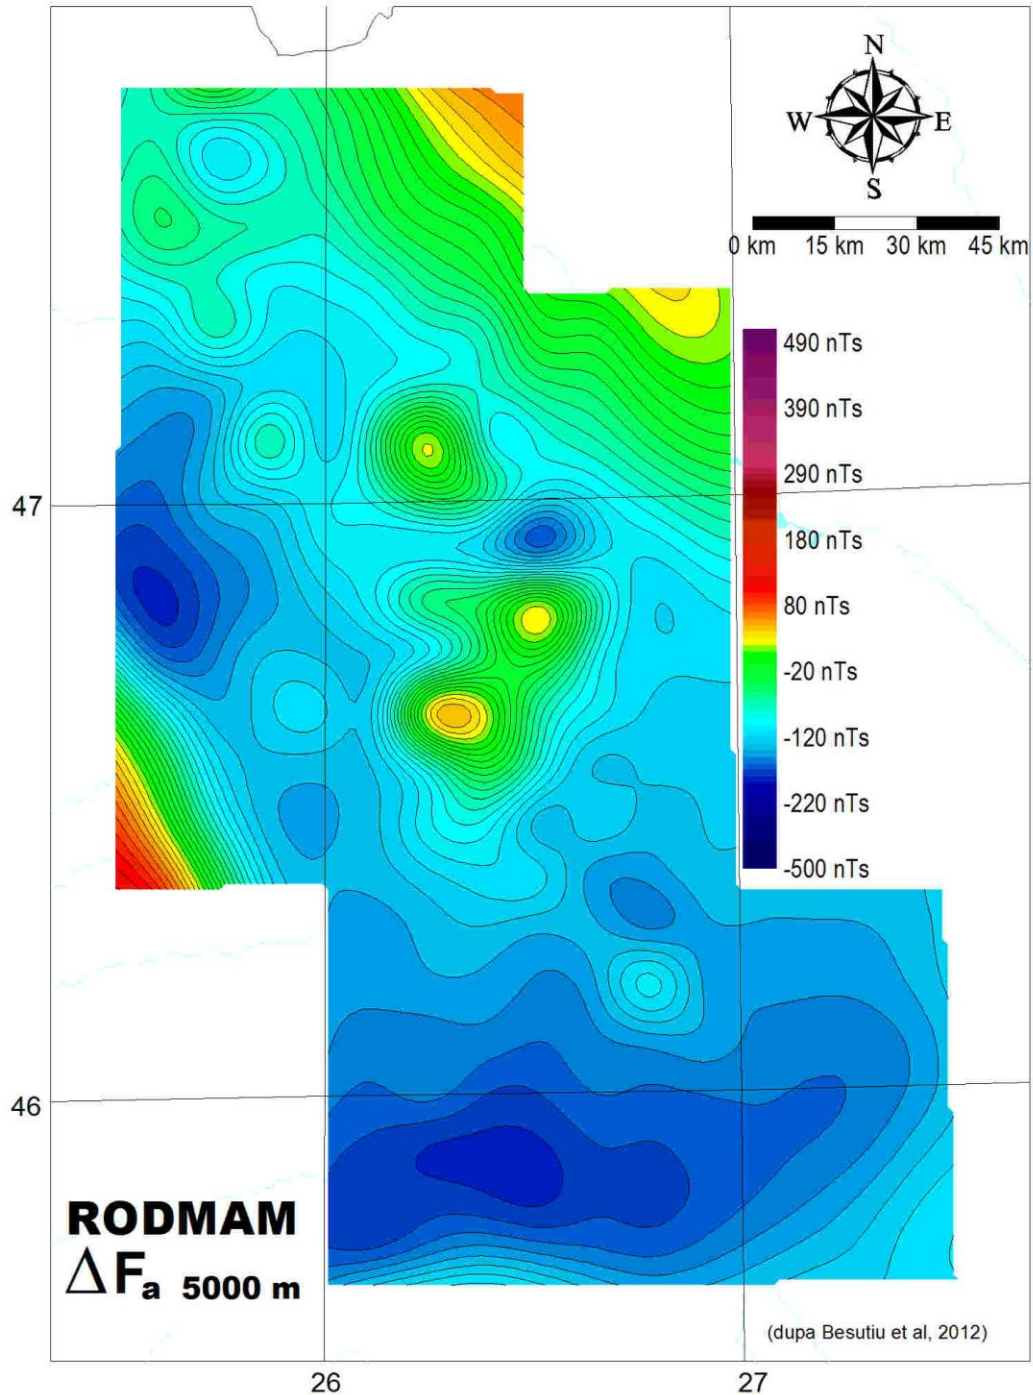 N
W E
S
0 km 15 km 30 km 45 km
490 nTs
390 nTs
290 nTs
180 nTs
80 nTs
-20 nTs
-120 nTs
-220 nTs
-500 nTs
47
46
RODMAM
ΔFa 5000 m
(dupa Besutiu et al, 2012)
26 27